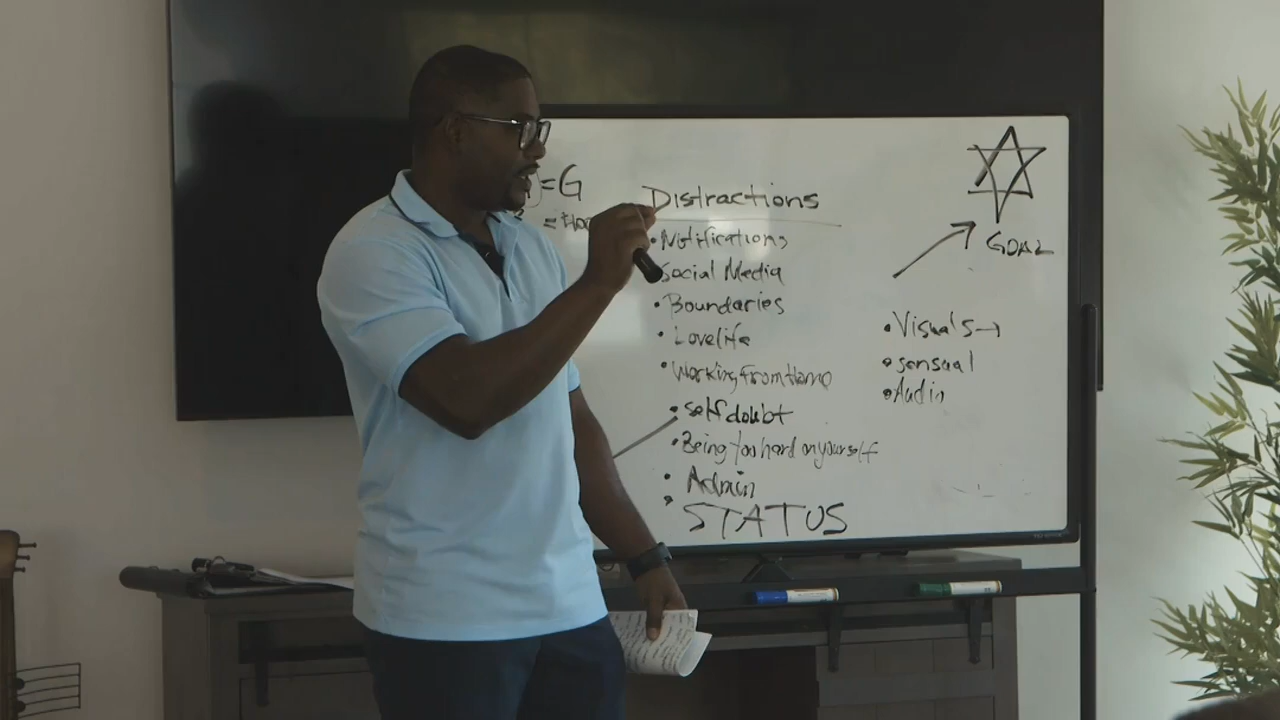 =G
Distractions
• Notifications
Social Media
• Boundaries
• Lovelife
• Working From Home
• self doubt
• Being too hard on yourself
• Admin
• STATUS
GOAL
• Visuals →
• sensual
• Audio